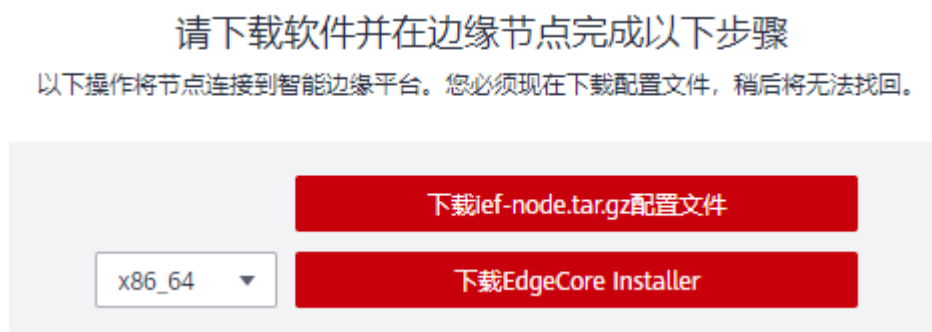 请下载软件并在边缘节点完成以下步骤
以下操作将节点连接到智能边缘平台。您必须现在下载配置文件，稍后将无法找回。
下载ief-node.tar.gz配置文件
x86_64
下载EdgeCore Installer